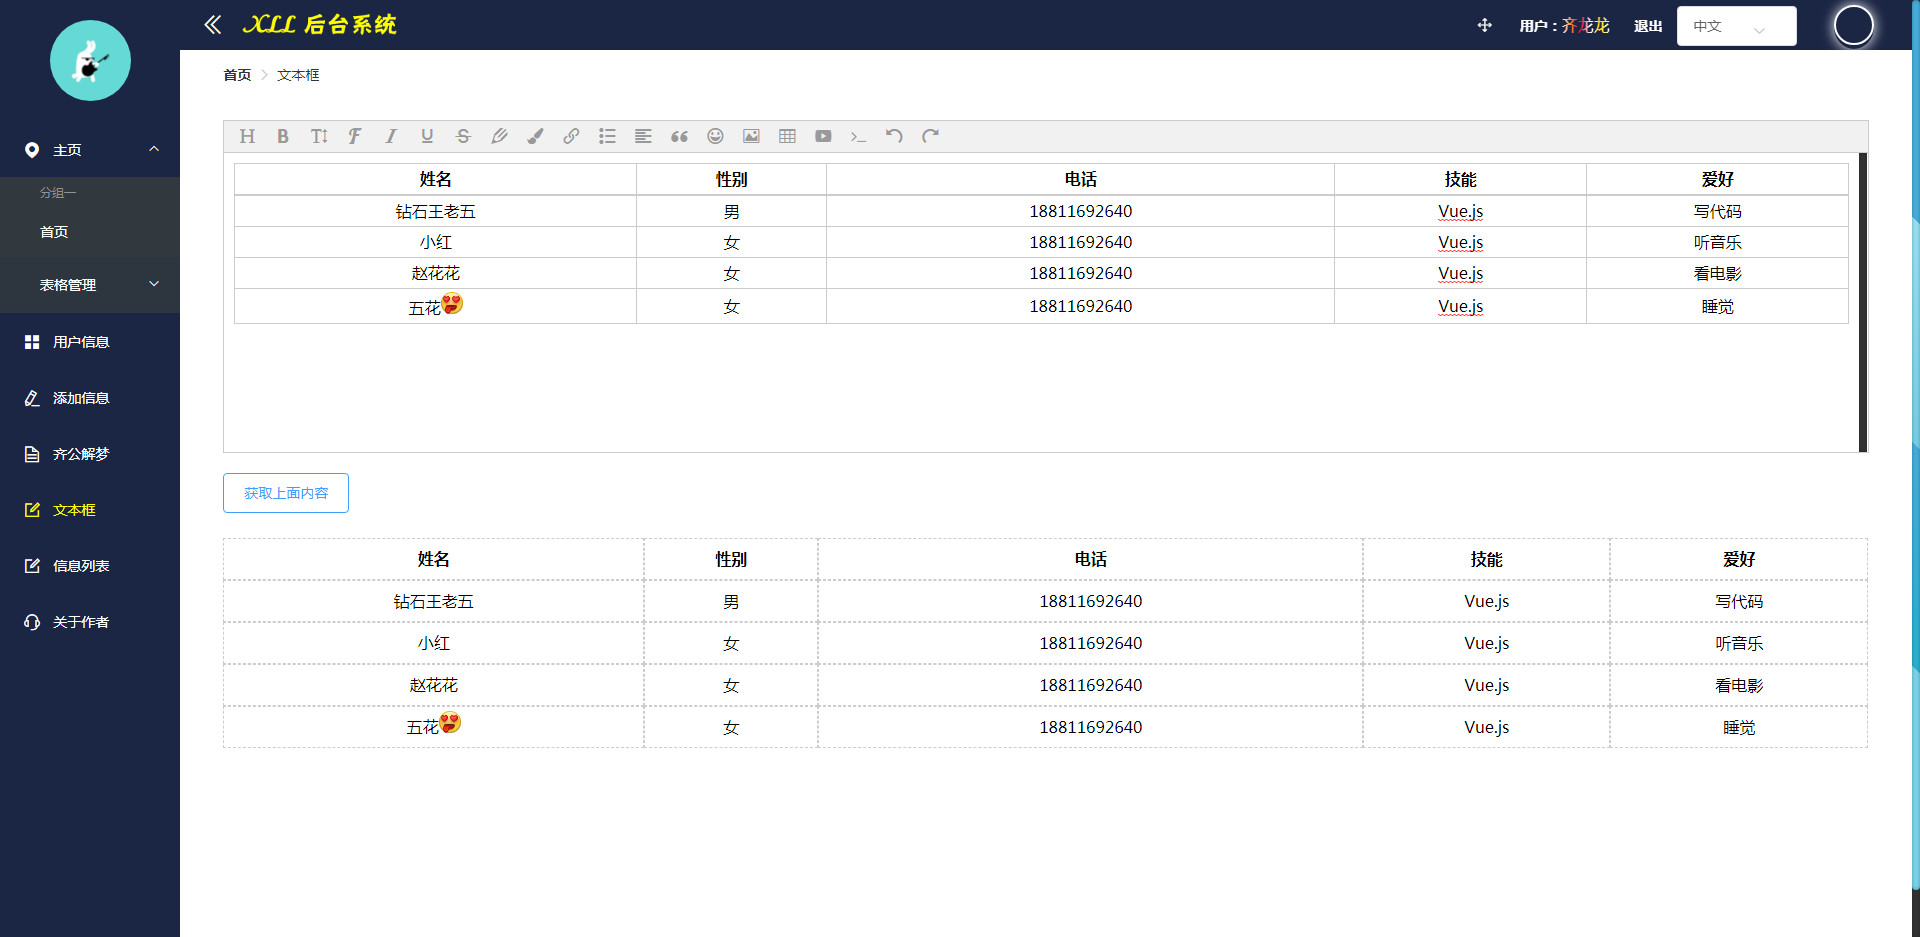 XLL 后台系统
用户：齐龙龙 退出 中文
首页 文本框
主页
分组一
首页
表格管理
用户信息
添加信息
齐公解梦
文本框
信息列表
关于作者
姓名 性别 电话 技能 爱好
钻石王老五 男 18811692640 Vue.js 写代码
小红 女 18811692640 Vue.js 听音乐
赵花花 女 18811692640 Vue.js 看电影
五花 女 18811692640 Vue.js 睡觉
获取上面内容
姓名 性别 电话 技能 爱好
钻石王老五 男 18811692640 Vue.js 写代码
小红 女 18811692640 Vue.js 听音乐
赵花花 女 18811692640 Vue.js 看电影
五花 女 18811692640 Vue.js 睡觉